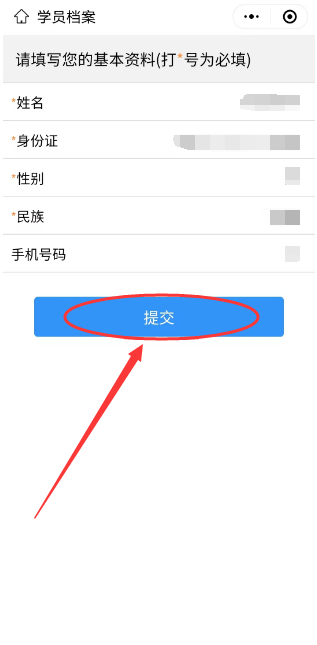 学员档案
请填写您的基本资料(打*号为必填)
*姓名
*身份证
*性别
*民族
手机号码
提交